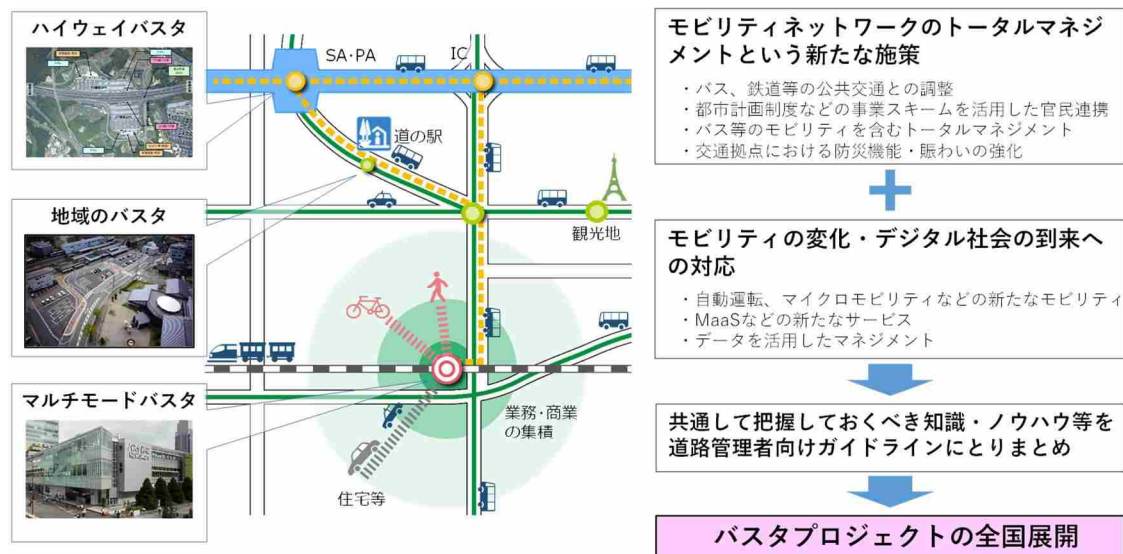 ハイウェイバスタ
地域のバスタ
マルチモードバスタ
SA・PA
IC
道の駅
観光地
業務・商業
の集積
住宅等
モビリティネットワークのトータルマネジ
メントという新たな施策
・バス、鉄道等の公共交通との調整
・都市計画制度などの事業スキームを活用した官民連携
・バス等のモビリティを含むトータルマネジメント
・交通拠点における防災機能・賑わいの強化
モビリティの変化・デジタル社会の到来へ
の対応
・自動運転、マイクロモビリティなどの新たなモビリティ
・MaaSなどの新たなサービス
・データを活用したマネジメント
共通して把握しておくべき知識・ノウハウ等を
道路管理者向けガイドラインにとりまとめ
バスタプロジェクトの全国展開